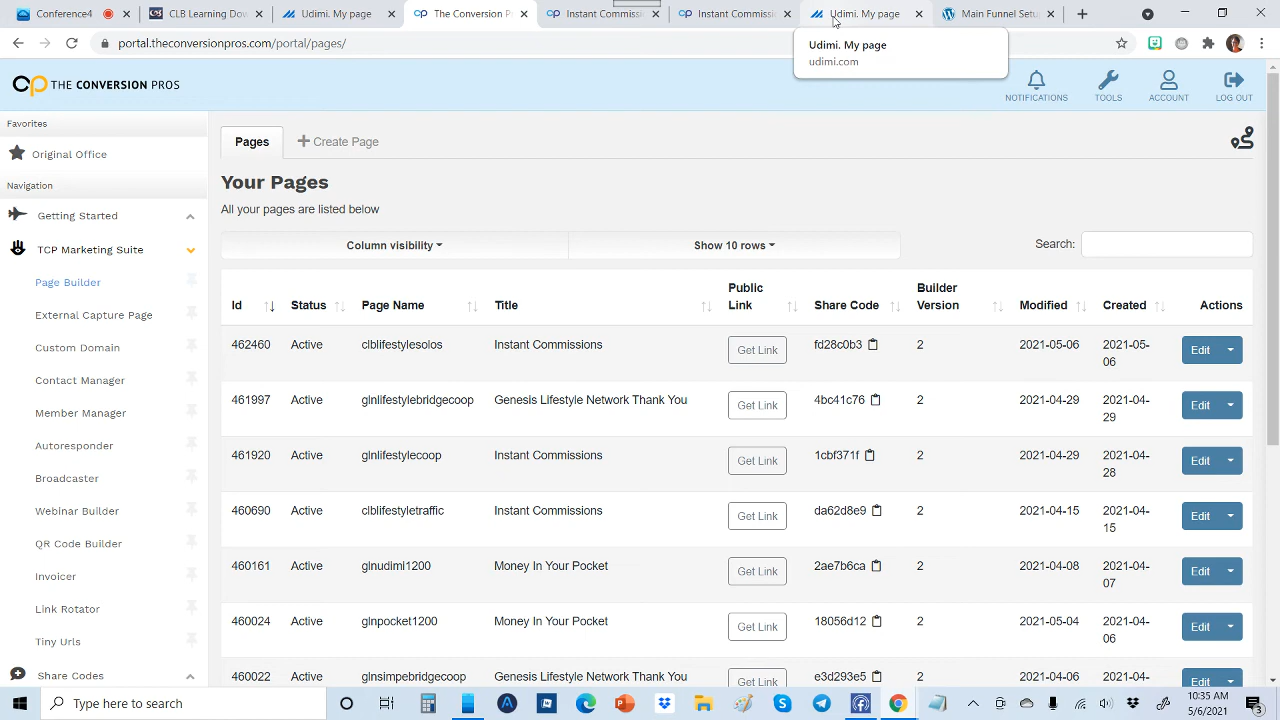 Conference4
CLB Learning Do
Udimi. My page
The Conversion P
Instant Commiss
Instant Commiss
Udimi. My page
Main Funnel Setu
portal.theconversionpros.com/portal/pages/
Udimi. My page
udimi.com
THE CONVERSION PROS
NOTIFICATIONS
TOOLS
ACCOUNT
LOG OUT
Favorites
Original Office
Navigation
Getting Started
TCP Marketing Suite
Page Builder
External Capture Page
Custom Domain
Contact Manager
Member Manager
Autoresponder
Broadcaster
Webinar Builder
QR Code Builder
Invoicer
Link Rotator
Tiny Urls
Share Codes
Pages
Create Page
Your Pages
All your pages are listed below
Column visibility
Show 10 rows
Search:
Id Status Page Name Title Public Link Share Code Builder Version Modified Created Actions
462460 Active clblifestylesolos Instant Commissions Get Link fd28c0b3 2 2021-05-06 2021-05-06 Edit
461997 Active glnlifestylebridgecoop Genesis Lifestyle Network Thank You Get Link 4bc41c76 2 2021-04-29 2021-04-29 Edit
461920 Active glnlifestylecoop Instant Commissions Get Link 1cbf371f 2 2021-04-29 2021-04-28 Edit
460690 Active clblifestyletraffic Instant Commissions Get Link da62d8e9 2 2021-04-15 2021-04-15 Edit
460161 Active glnudimi1200 Money In Your Pocket Get Link 2ae7b6ca 2 2021-04-08 2021-04-07 Edit
460024 Active glnpocket1200 Money In Your Pocket Get Link 18056d12 2 2021-05-04 2021-04-06 Edit
460022 Active glnsimpebridgecoop Genesis Lifestyle Network Thank You Get Link e3d293e5 2 2021-05-04 2021-04- Edit
Type here to search
10:35 AM
5/6/2021
3